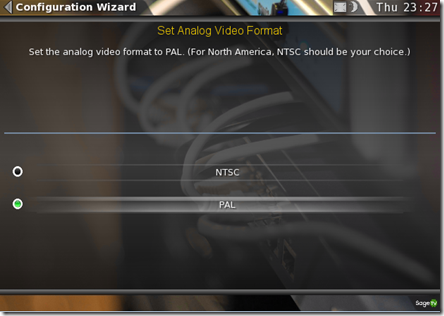 Configuration Wizard
Thu 23:27
Set Analog Video Format
Set the analog video format to PAL. (For North America, NTSC should be your choice.)
NTSC
PAL
Sagetv